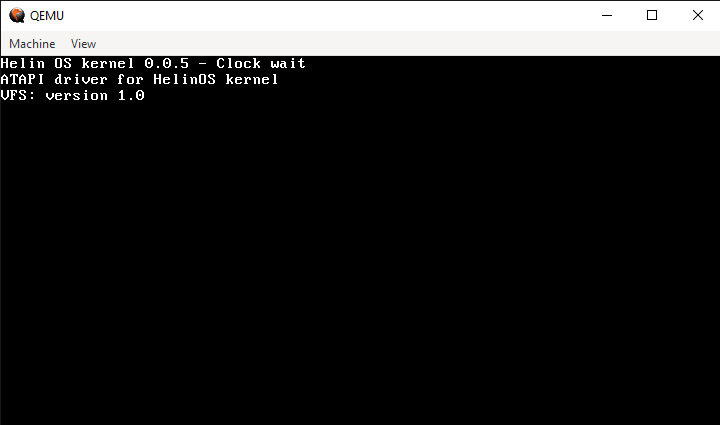 QEMU
Machine View
Helin OS kernel 0.0.5 - Clock wait
ATAPI driver for HelinOS kernel
VFS: version 1.0